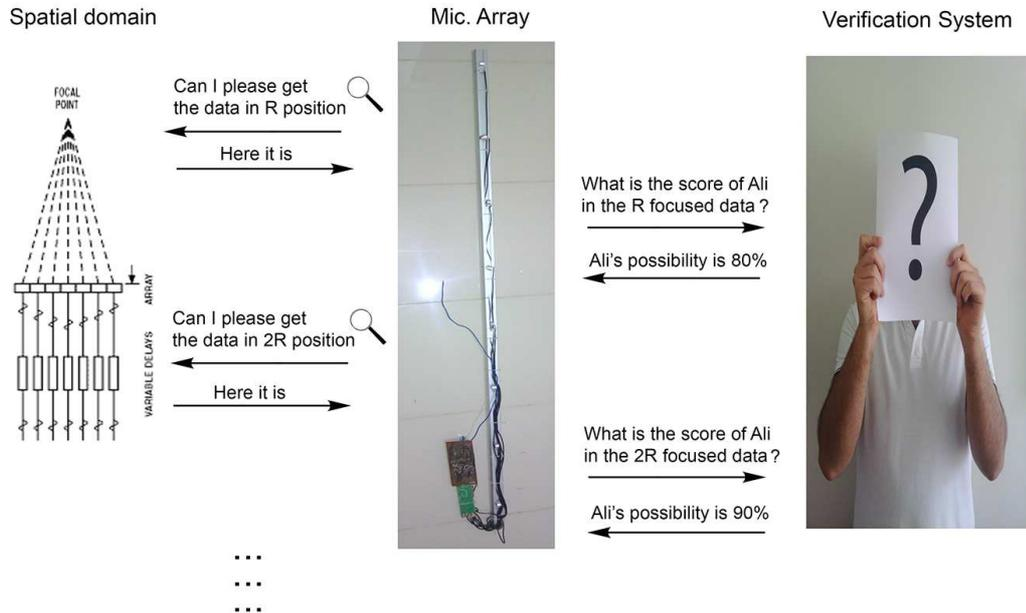 Spatial domain
Mic. Array
Verification System
FOCAL
POINT
Can I please get
the data in R position
Here it is
What is the score of Ali
in the R focused data ?
Ali's possibility is 80%
?
ARRAY
VARIABLE DELAYS
Can I please get
the data in 2R position
Here it is
What is the score of Ali
in the 2R focused data ?
Ali's possibility is 90%
...
...
...